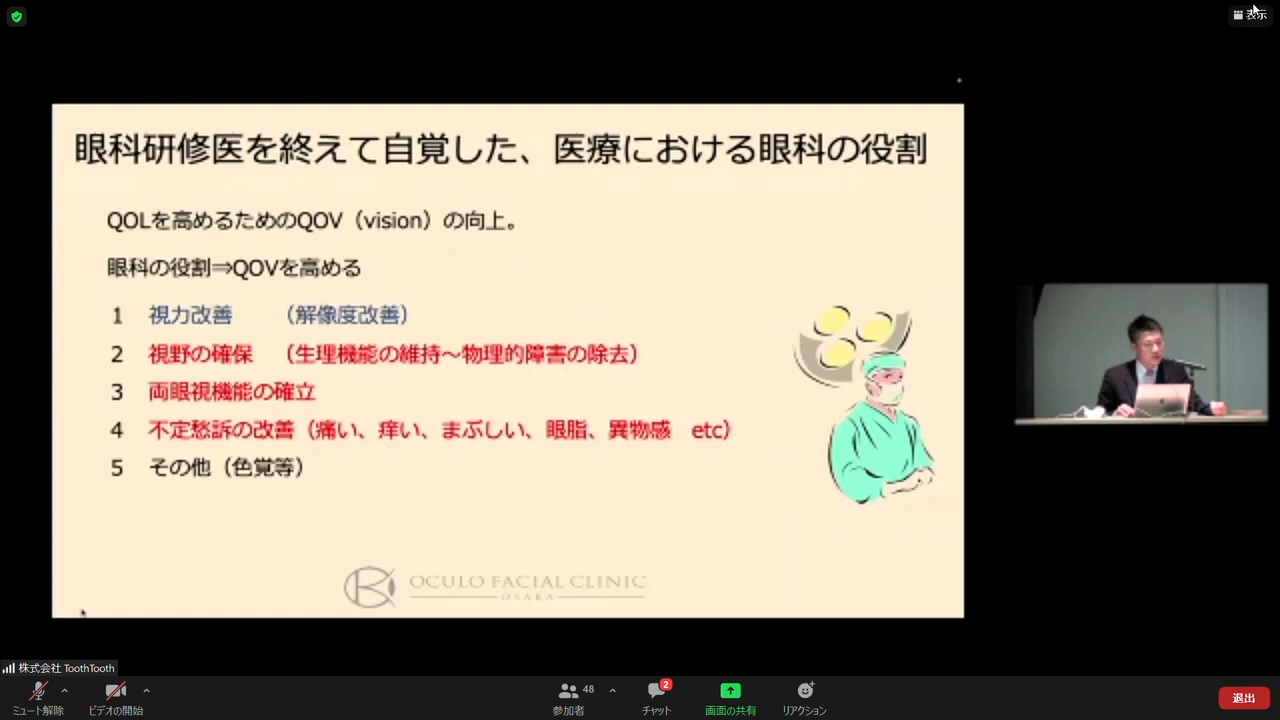 表示
眼科研修医を終えて自覚した、医療における眼科の役割
QOLを高めるためのQOV（vision）の向上。
眼科の役割⇒QOVを高める
1 視力改善 （解像度改善）
2 視野の確保 （生理機能の維持～物理的障害の除去）
3 両眼視機能の確立
4 不定愁訴の改善（痛い、痒い、まぶしい、眼脂、異物感 etc）
5 その他（色覚等）
OCULO FACIAL CLINIC
OSAKA
株式会社 ToothTooth
ミュート解除
ビデオの開始
48
参加者
2
チャット
画面の共有
リアクション
退出